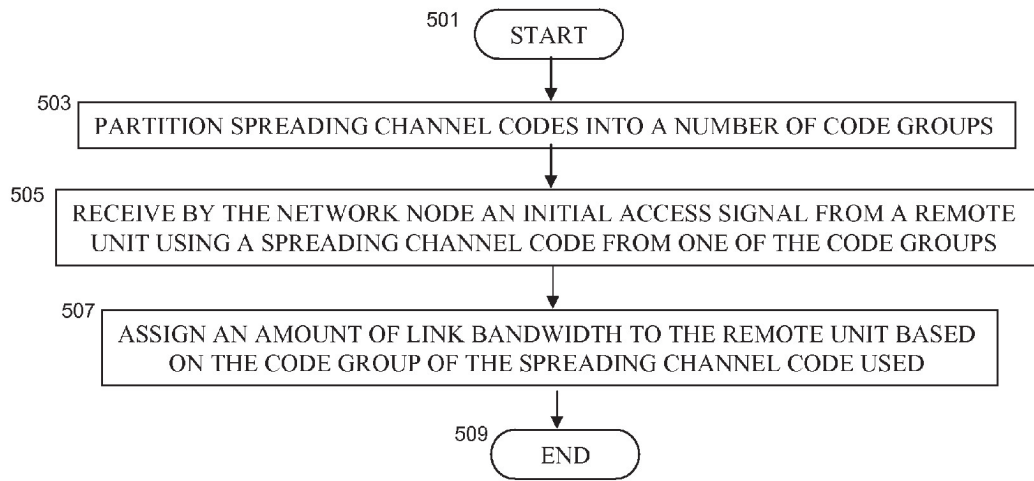 501
START
503
PARTITION SPREADING CHANNEL CODES INTO A NUMBER OF CODE GROUPS
505
RECEIVE BY THE NETWORK NODE AN INITIAL ACCESS SIGNAL FROM A REMOTE
UNIT USING A SPREADING CHANNEL CODE FROM ONE OF THE CODE GROUPS
507
ASSIGN AN AMOUNT OF LINK BANDWIDTH TO THE REMOTE UNIT BASED
ON THE CODE GROUP OF THE SPREADING CHANNEL CODE USED
509
END